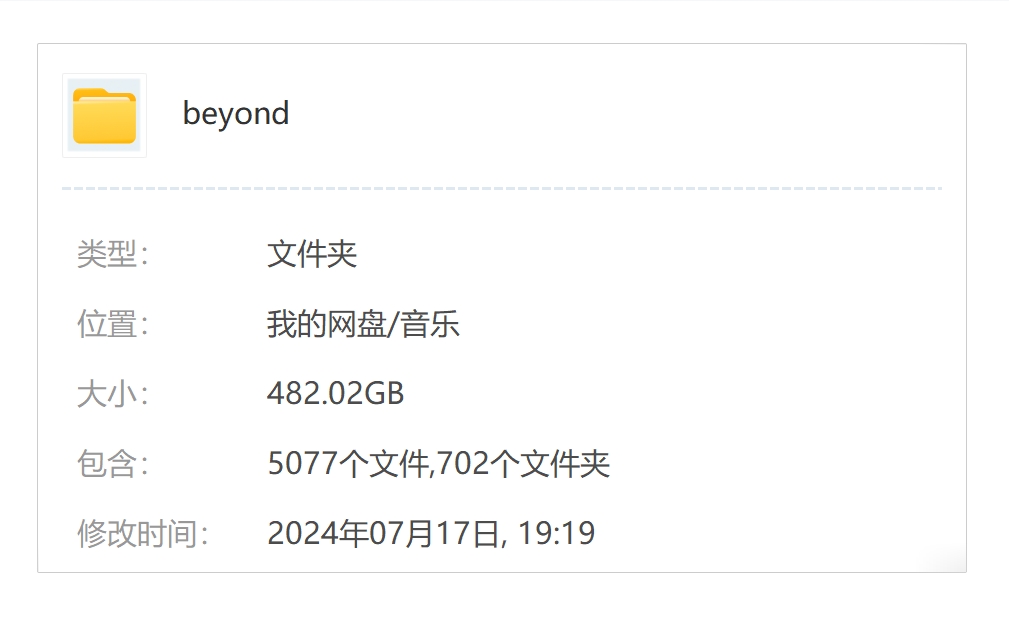 beyond
类型： 文件夹
位置： 我的网盘/音乐
大小： 482.02GB
包含： 5077个文件,702个文件夹
修改时间： 2024年07月17日, 19:19